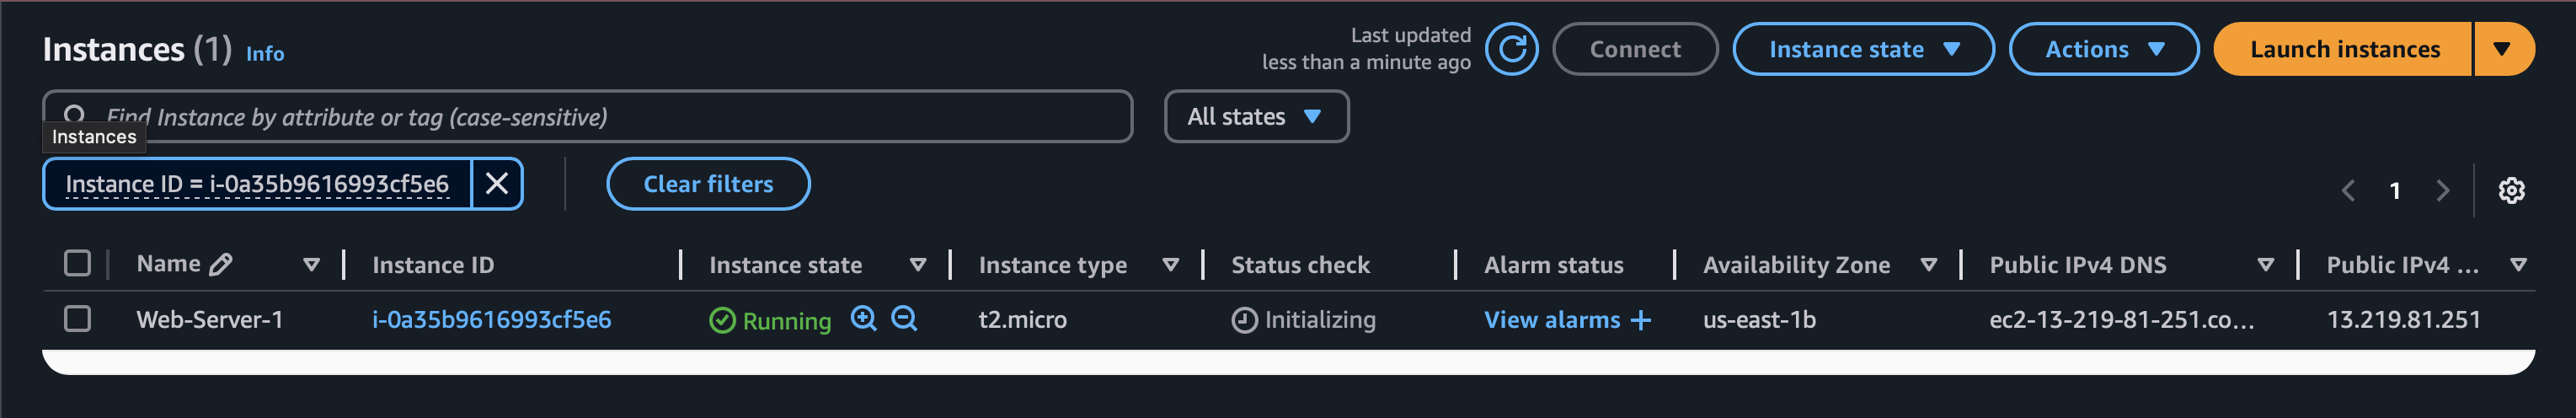 Instances (1) Info
Last updated
less than a minute ago
Connect
Instance state
Actions
Launch instances
Find Instance by attribute or tag (case-sensitive)
All states
Instances
Instance ID = i-0a35b9616993cf5e6
Clear filters
1
Name Instance ID Instance state Instance type Status check Alarm status Availability Zone Public IPv4 DNS Public IPv4 ...
Web-Server-1 i-0a35b9616993cf5e6 Running t2.micro Initializing View alarms + us-east-1b ec2-13-219-81-251.co... 13.219.81.251